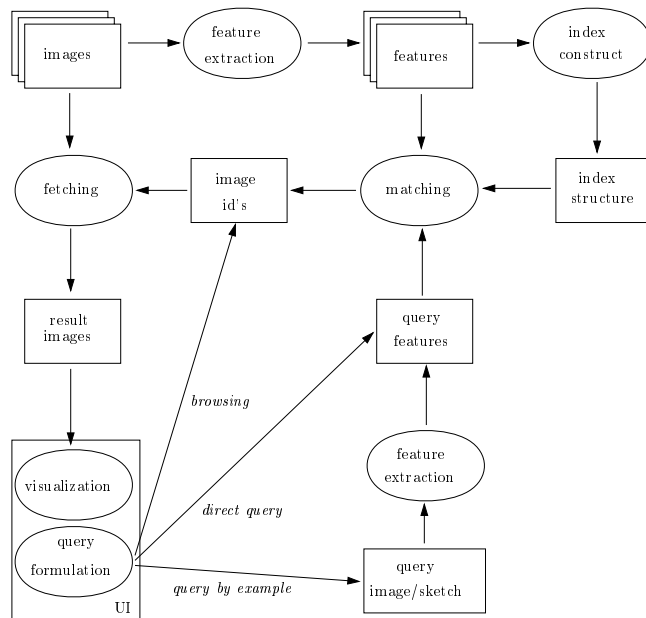 images
feature
extraction
features
index
construct
fetching
image
id's
matching
index
structure
result
images
query
features
browsing
feature
extraction
visualization
direct query
query
formulation
query by example
query
image/sketch
UI